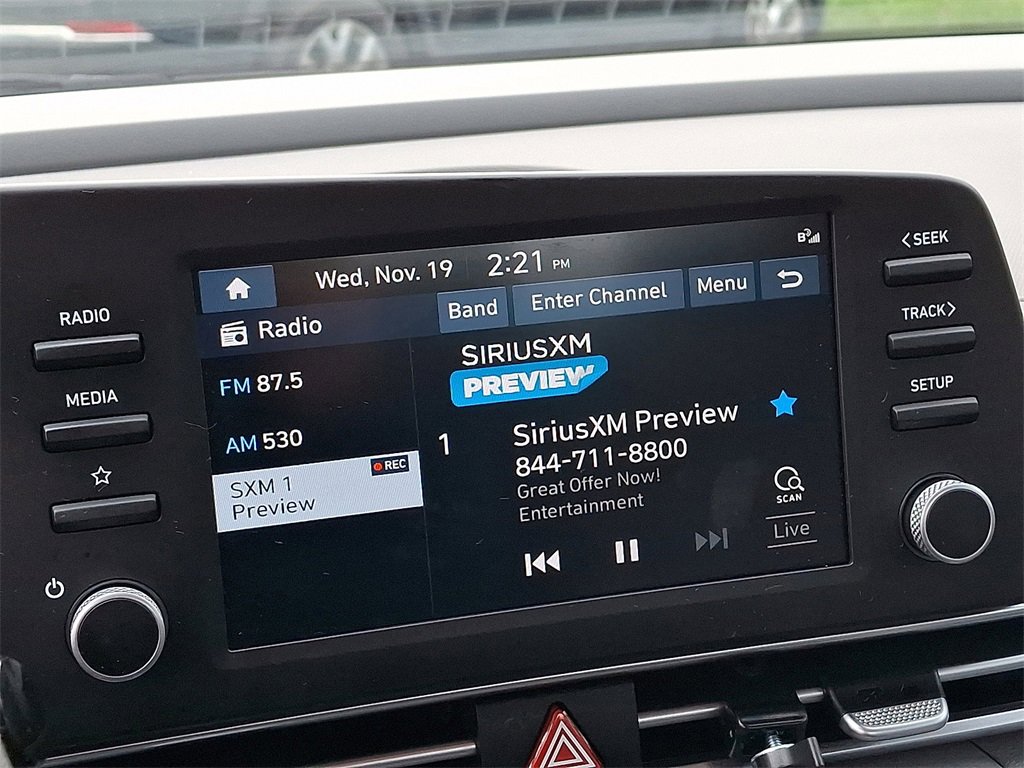 Wed, Nov. 19 2:21 PM
B
Radio
Band
Enter Channel
Menu
FM 87.5
AM 530
REC
SXM 1
Preview
SIRIUSXM
PREVIEW
1
SiriusXM Preview
844-711-8800
Great Offer Now!
Entertainment
SCAN
Live
RADIO
MEDIA
<SEEK
TRACK>
SETUP